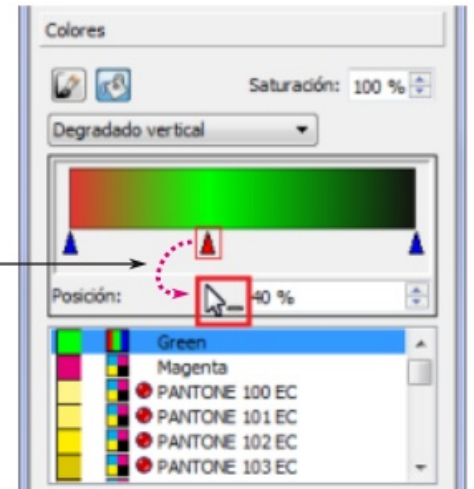 Colores
Saturación: 100 %
Degradado vertical
Posición: 40 %
Green
Magenta
PANTONE 100 EC
PANTONE 101 EC
PANTONE 102 EC
PANTONE 103 EC